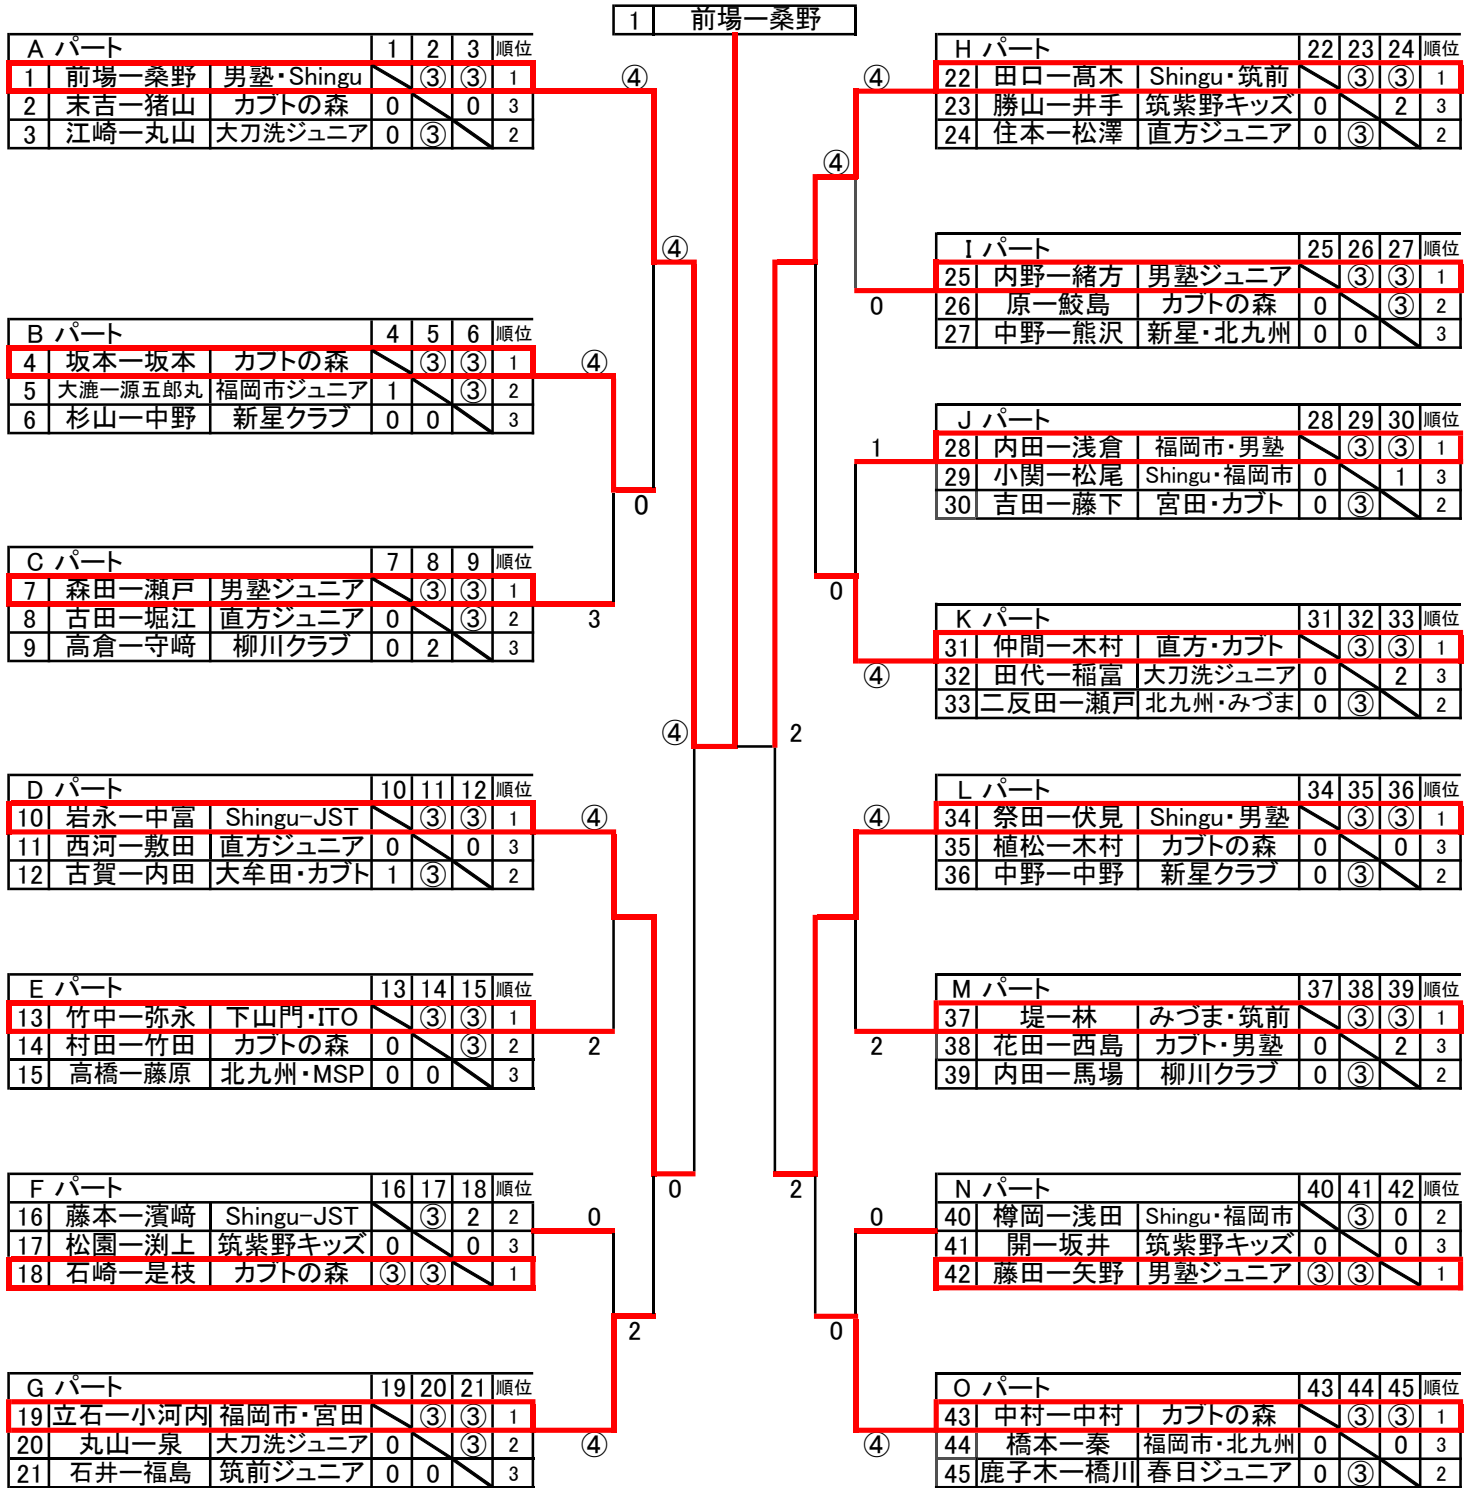 1 前場ー桑野
A パート 1 2 3 順位
1 前場ー桑野 男塾・Shingu ③ ③ 1
2 末吉ー猪山 カブトの森 0 0 3
3 江崎ー丸山 大刀洗ジュニア 0 ③ 2
④
④
B パート 4 5 6 順位
4 坂本ー坂本 カブトの森 ③ ③ 1
5 大漉ー源五郎丸 福岡市ジュニア 1 ③ 2
6 杉山ー中野 新星クラブ 0 0 3
④
0
C パート 7 8 9 順位
7 森田ー瀬戸 男塾ジュニア ③ ③ 1
8 古田ー堀江 直方ジュニア 0 ③ 2
9 高倉ー守﨑 柳川クラブ 0 2 3
3
④
D パート 10 11 12 順位
10 岩永ー中富 Shingu-JST ③ ③ 1
11 西河ー敷田 直方ジュニア 0 0 3
12 古賀ー内田 大牟田・カブト 1 ③ 2
④
E パート 13 14 15 順位
13 竹中ー弥永 下山門・ITO ③ ③ 1
14 村田ー竹田 カブトの森 0 ③ 2
15 高橋ー藤原 北九州・MSP 0 0 3
2
0
F パート 16 17 18 順位
16 藤本ー濱﨑 Shingu-JST ③ 2 2
17 松園ー渕上 筑紫野キッズ 0 0 3
18 石崎ー是枝 カブトの森 ③ ③ 1
0
2
G パート 19 20 21 順位
19 立石ー小河内 福岡市・宮田 ③ ③ 1
20 丸山ー泉 大刀洗ジュニア 0 ③ 2
21 石井ー福島 筑前ジュニア 0 0 3
④
H パート 22 23 24 順位
22 田口ー髙木 Shingu・筑前 ③ ③ 1
23 勝山ー井手 筑紫野キッズ 0 2 3
24 住本ー松澤 直方ジュニア 0 ③ 2
④
④
I パート 25 26 27 順位
25 内野ー緒方 男塾ジュニア ③ ③ 1
26 原ー鮫島 カブトの森 0 ③ 2
27 中野ー熊沢 新星・北九州 0 0 3
0
J パート 28 29 30 順位
28 内田ー浅倉 福岡市・男塾 ③ ③ 1
29 小関ー松尾 Shingu・福岡市 0 1 3
30 吉田ー藤下 宮田・カブト 0 ③ 2
1
0
K パート 31 32 33 順位
31 仲間ー木村 直方・カブト ③ ③ 1
32 田代ー稲富 大刀洗ジュニア 0 2 3
33 二反田ー瀬戸 北九州・みづま 0 ③ 2
④
2
L パート 34 35 36 順位
34 祭田ー伏見 Shingu・男塾 ③ ③ 1
35 植松ー木村 カブトの森 0 0 3
36 中野ー中野 新星クラブ 0 ③ 2
④
M パート 37 38 39 順位
37 堤ー林 みづま・筑前 ③ ③ 1
38 花田ー西島 カブト・男塾 0 2 3
39 内田ー馬場 柳川クラブ 0 ③ 2
2
2
N パート 40 41 42 順位
40 樽岡ー浅田 Shingu・福岡市 ③ 0 2
41 開ー坂井 筑紫野キッズ 0 0 3
42 藤田ー矢野 男塾ジュニア ③ ③ 1
0
0
O パート 43 44 45 順位
43 中村ー中村 カブトの森 ③ ③ 1
44 橋本ー秦 福岡市・北九州 0 0 3
45 鹿子木ー橋川 春日ジュニア 0 ③ 2
④